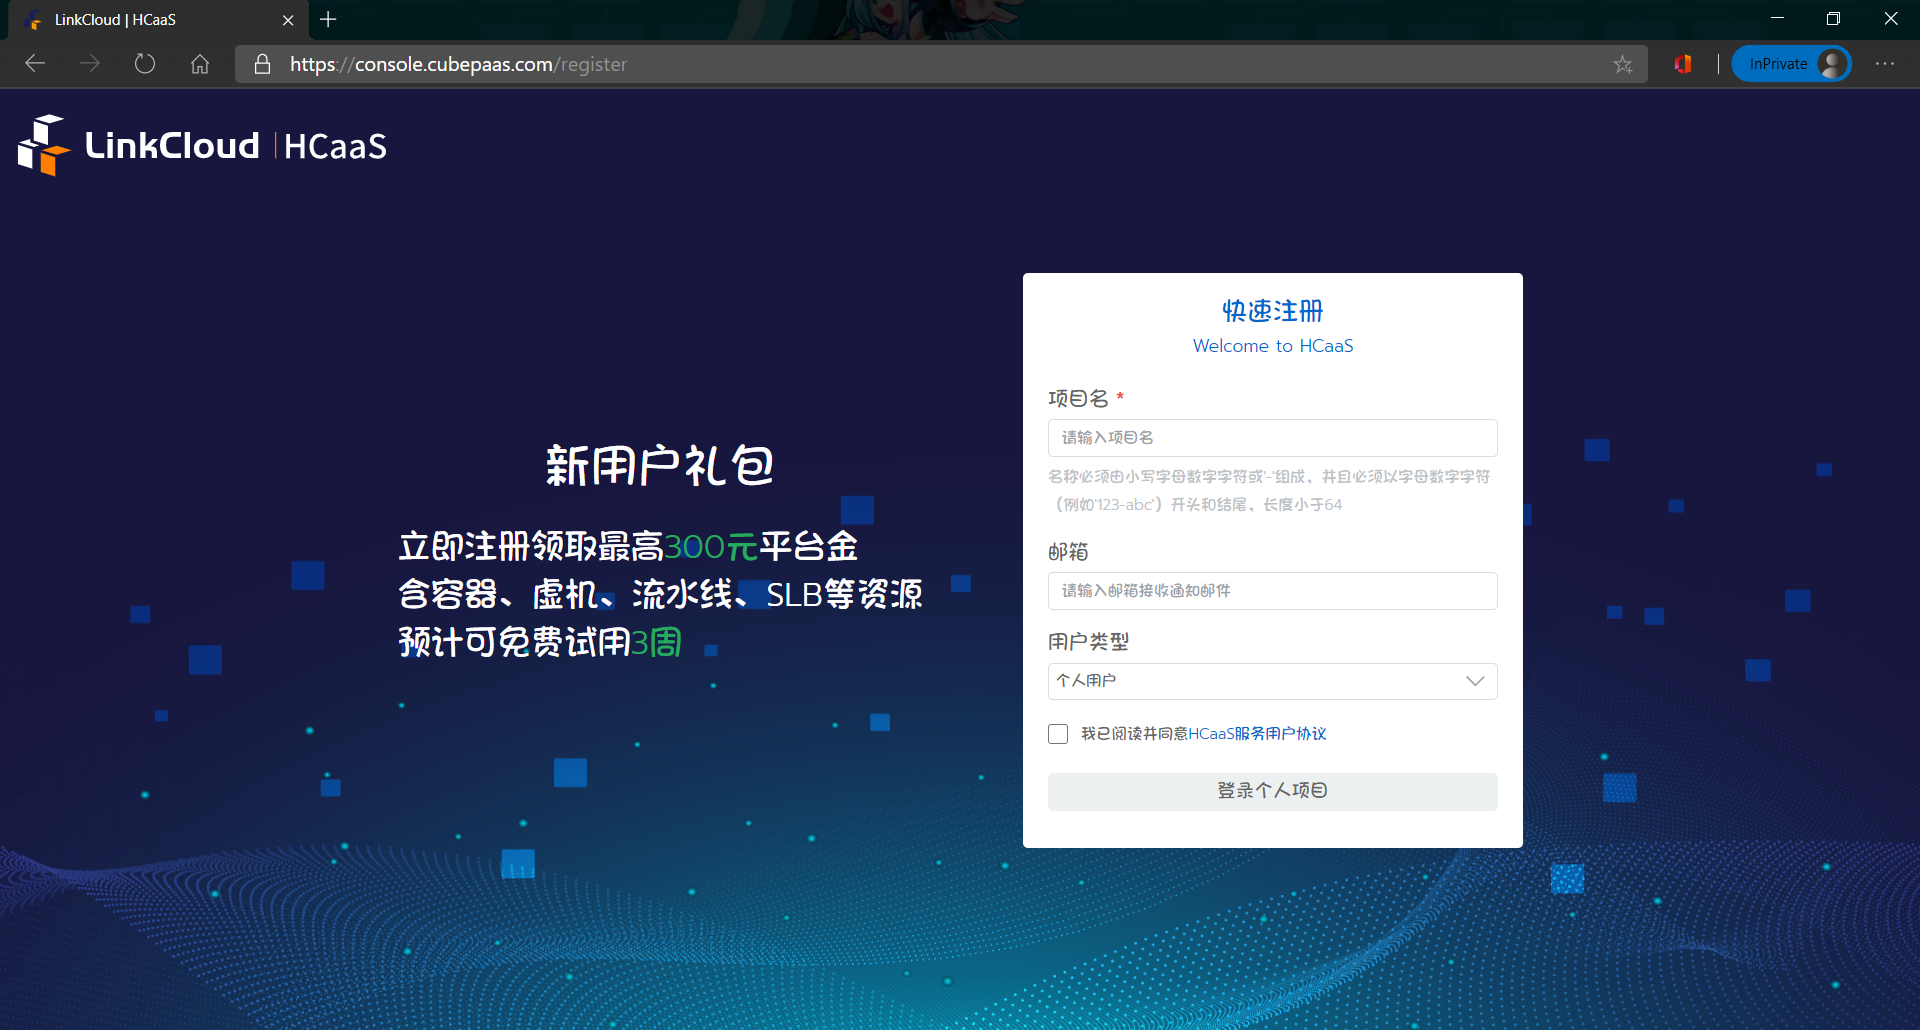 LinkCloud | HCaaS
https://console.cubepaas.com/register
InPrivate
LinkCloud | HCaaS
新用户礼包
立即注册领取最高300元平台金
含容器、虚机、流水线、SLB等资源
预计可免费试用3周
快速注册
Welcome to HCaaS
项目名 *
请输入项目名
名称必须由小写字母数字字符或'-'组成，并且必须以字母数字字符
（例如'123-abc'）开头和结尾，长度小于64
邮箱
请输入邮箱接收通知邮件
用户类型
个人用户
我已阅读并同意HCaaS服务用户协议
登录个人项目